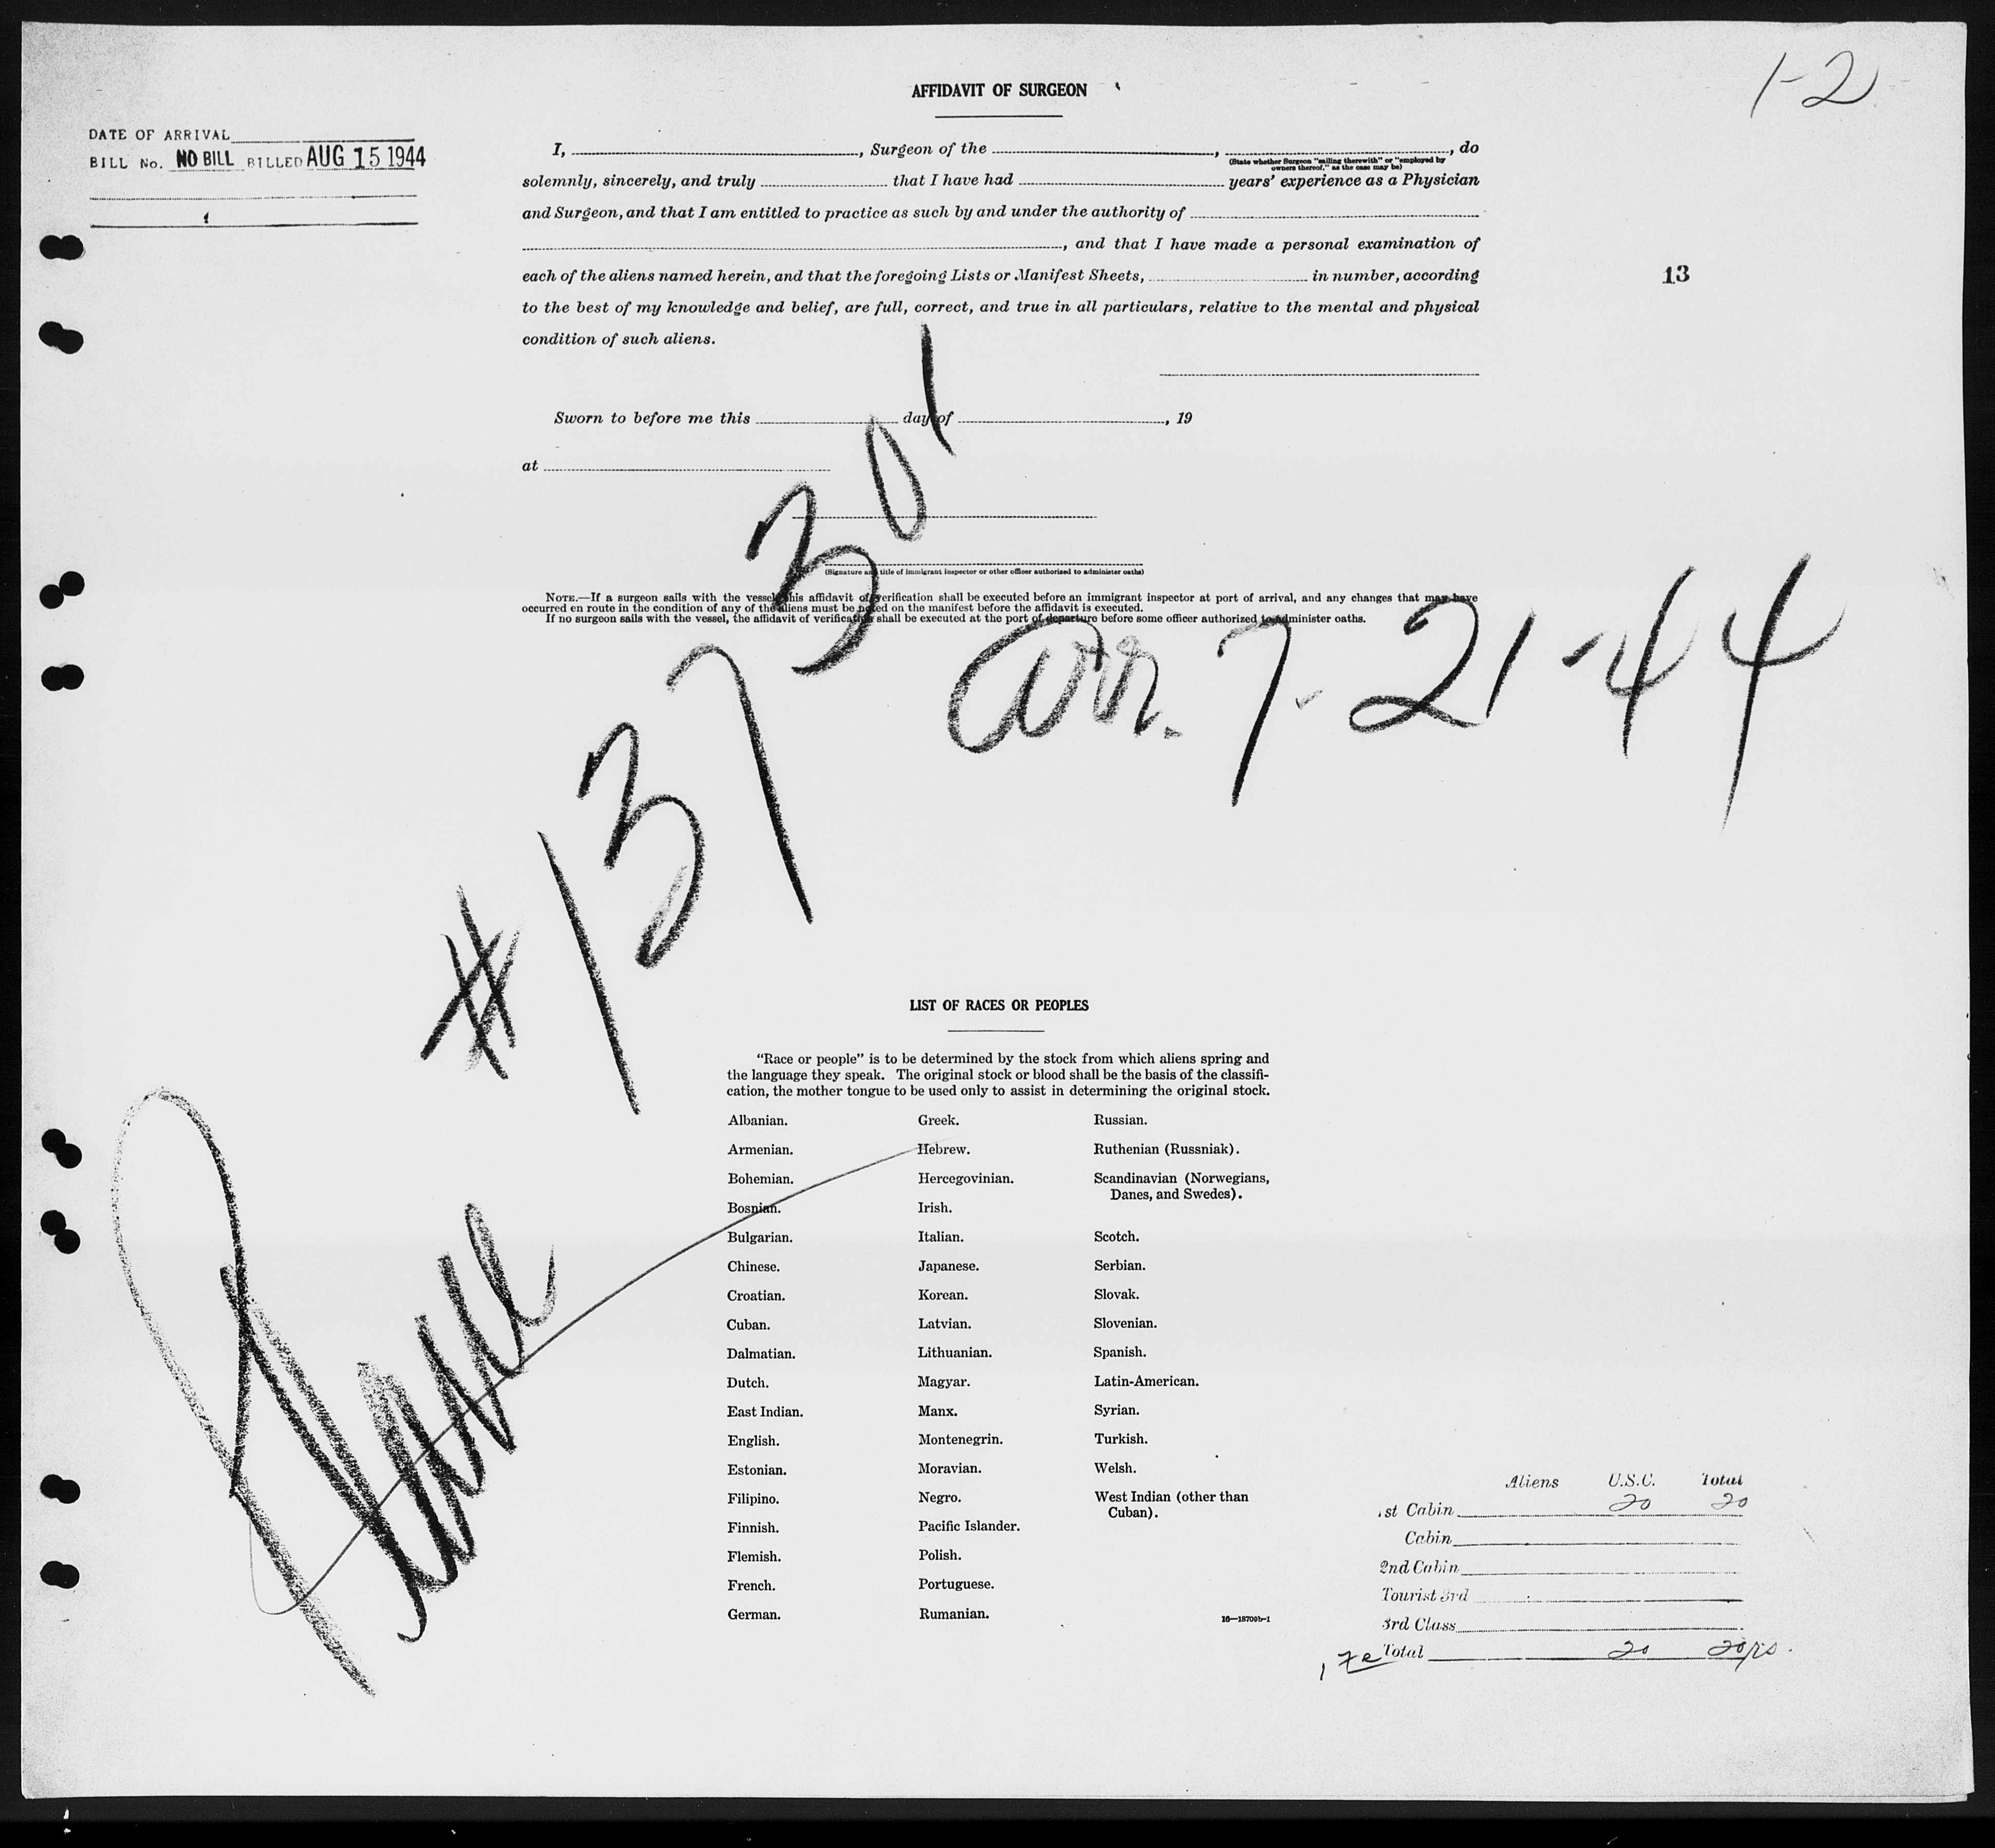 1-2
AFFIDAVIT OF SURGEON
DATE OF ARRIVAL
BILL No. NO BILL BILLED AUG 15 1944
I, , Surgeon of the , , do
(State whether Surgeon "sailing therewith" or "employed by
owners thereof," as the case may be)
solemnly, sincerely, and truly that I have had years' experience as a Physician
and Surgeon, and that I am entitled to practice as such by and under the authority of
, and that I have made a personal examination of
each of the aliens named herein, and that the foregoing Lists or Manifest Sheets, in number, according
13
to the best of my knowledge and belief, are full, correct, and true in all particulars, relative to the mental and physical
condition of such aliens.
Sworn to before me this day of , 19
at
(Signature and title of immigrant inspector or other officer authorized to administer oaths)
NOTE.—If a surgeon sails with the vessel, this affidavit of verification shall be executed before an immigrant inspector at port of arrival, and any changes that may have
occurred en route in the condition of any of the aliens must be noted on the manifest before the affidavit is executed.
If no surgeon sails with the vessel, the affidavit of verification shall be executed at the port of departure before some officer authorized to administer oaths.
arr. 7-21-44
#137301
Plane
LIST OF RACES OR PEOPLES
"Race or people" is to be determined by the stock from which aliens spring and
the language they speak. The original stock or blood shall be the basis of the classifi-
cation, the mother tongue to be used only to assist in determining the original stock.
Albanian.
Armenian.
Bohemian.
Bosnian.
Bulgarian.
Chinese.
Croatian.
Cuban.
Dalmatian.
Dutch.
East Indian.
English.
Estonian.
Filipino.
Finnish.
Flemish.
French.
German.
Greek.
Hebrew.
Hercegovinian.
Irish.
Italian.
Japanese.
Korean.
Latvian.
Lithuanian.
Magyar.
Manx.
Montenegrin.
Moravian.
Negro.
Pacific Islander.
Polish.
Portuguese.
Rumanian.
Russian.
Ruthenian (Russniak).
Scandinavian (Norwegians,
Danes, and Swedes).
Scotch.
Serbian.
Slovak.
Slovenian.
Spanish.
Latin-American.
Syrian.
Turkish.
Welsh.
West Indian (other than
Cuban).
16—18709b-1
Aliens U.S.C. Total
1st Cabin 20 20
Cabin
2nd Cabin
Tourist 3rd
3rd Class
Total 20 20